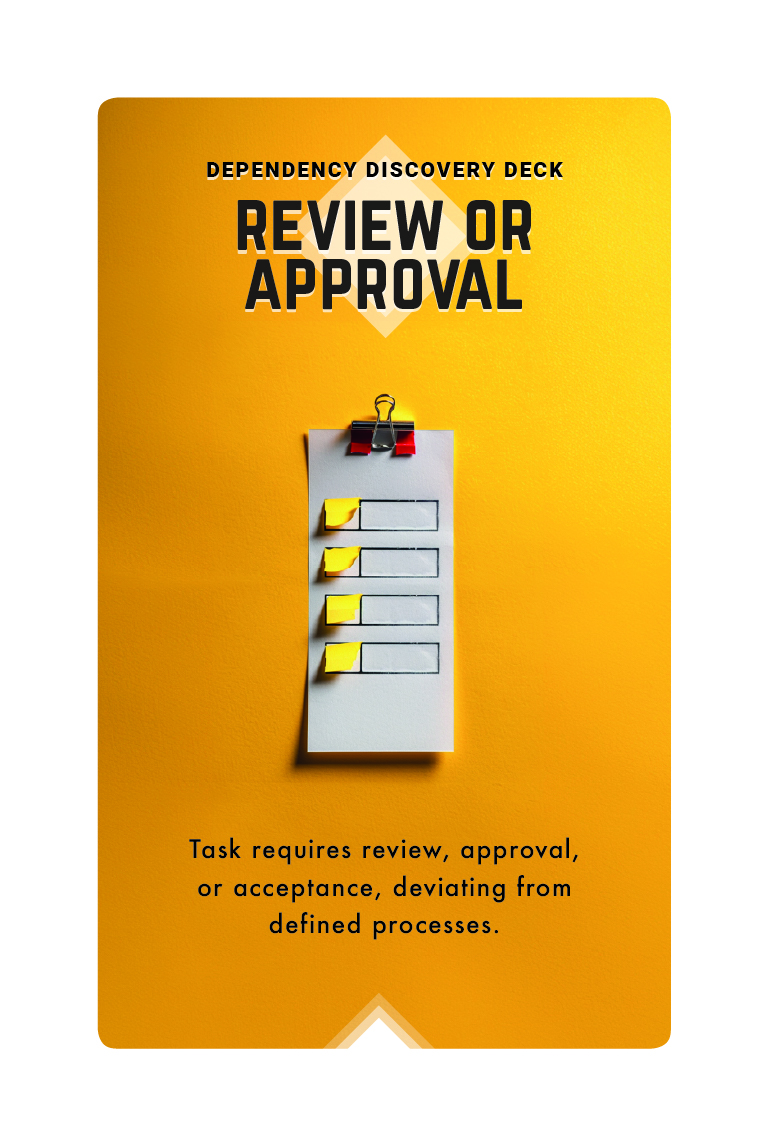 DEPENDENCY DISCOVERY DECK
REVIEW OR
APPROVAL
Task requires review, approval,
or acceptance, deviating from
defined processes.